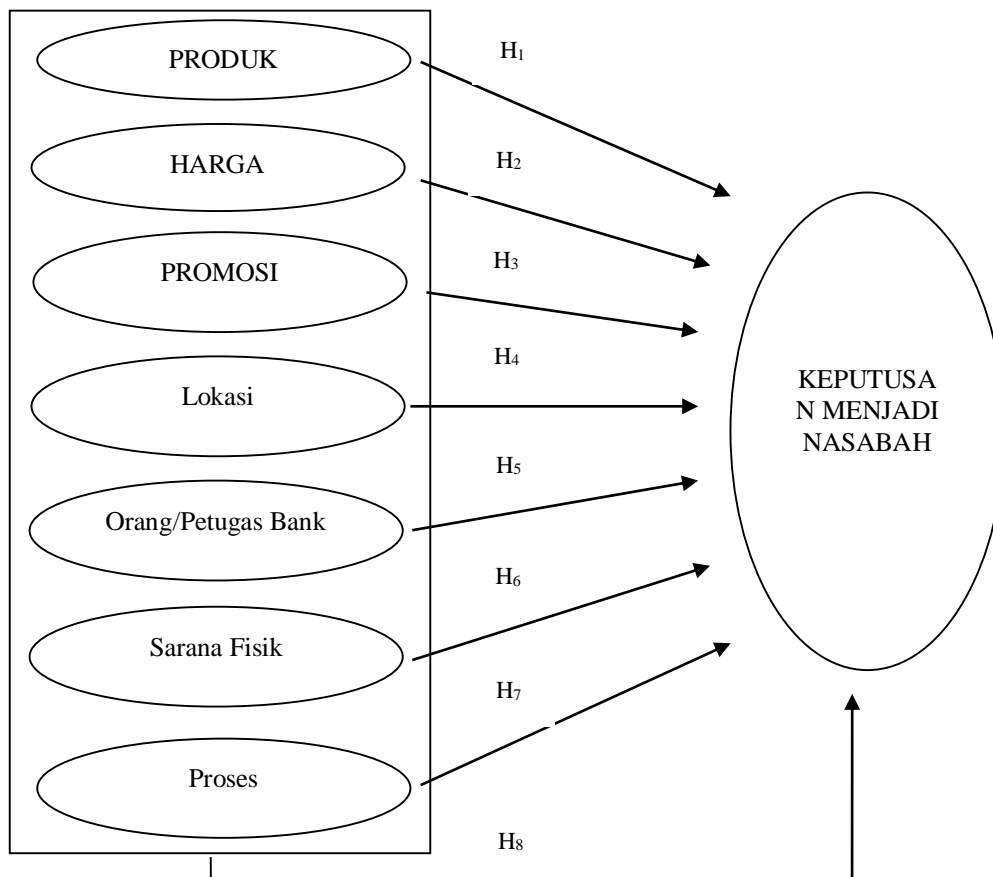 PRODUK
H₁
HARGA
H₂
PROMOSI
H₃
Lokasi
H₄
Orang/Petugas Bank
H₅
Sarana Fisik
H₆
Proses
H₇
H₈
KEPUTUSA
N MENJADI
NASABAH